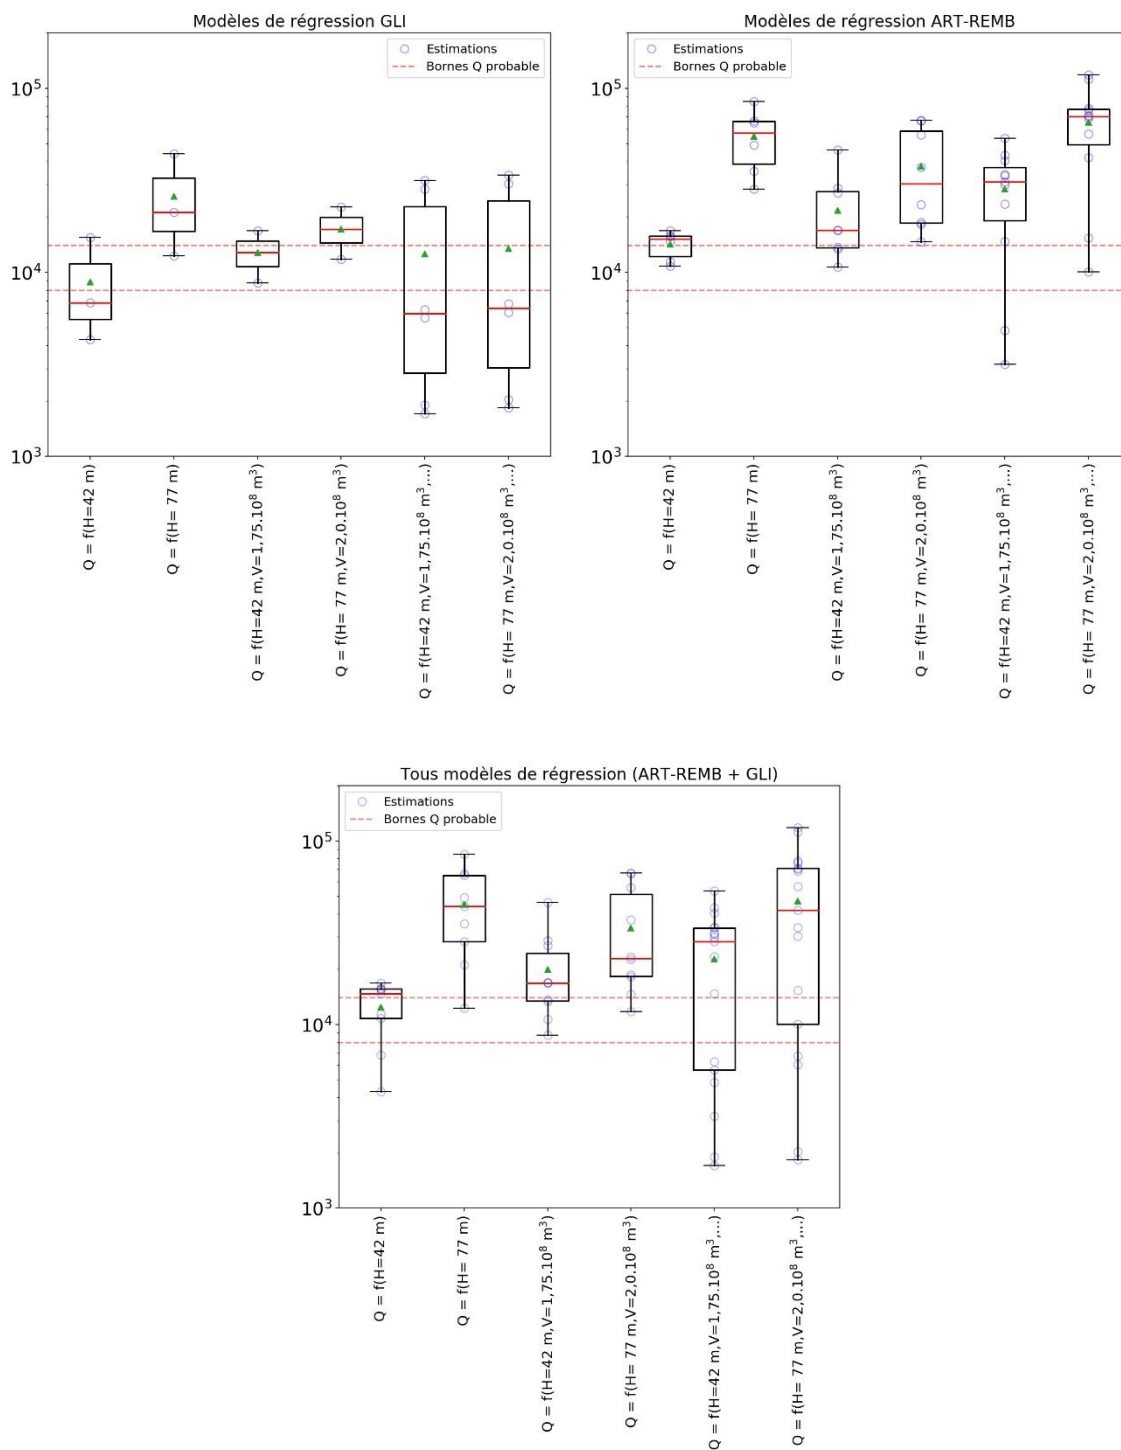 Modèles de régression GLI
Estimations
Bornes Q probable
10⁵
10⁴
10³
Q = f(H=42 m)
Q = f(H= 77 m)
Q = f(H=42 m,V=1,75.10⁸ m³)
Q = f(H= 77 m,V=2,0.10⁸ m³)
Q = f(H=42 m,V=1,75.10⁸ m³,...)
Q = f(H= 77 m,V=2,0.10⁸ m³,...)
Modèles de régression ART-REMB
Estimations
Bornes Q probable
10⁵
10⁴
10³
Q = f(H=42 m)
Q = f(H= 77 m)
Q = f(H=42 m,V=1,75.10⁸ m³)
Q = f(H= 77 m,V=2,0.10⁸ m³)
Q = f(H=42 m,V=1,75.10⁸ m³,...)
Q = f(H= 77 m,V=2,0.10⁸ m³,...)
Tous modèles de régression (ART-REMB + GLI)
Estimations
Bornes Q probable
10⁵
10⁴
10³
Q = f(H=42 m)
Q = f(H= 77 m)
Q = f(H=42 m,V=1,75.10⁸ m³)
Q = f(H= 77 m,V=2,0.10⁸ m³)
Q = f(H=42 m,V=1,75.10⁸ m³,...)
Q = f(H= 77 m,V=2,0.10⁸ m³,...)